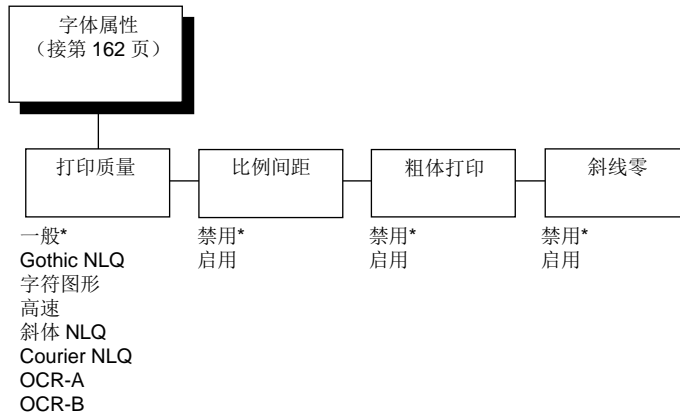 字体属性
（接第 162 页）
打印质量
比例间距
粗体打印
斜线零
一般*
Gothic NLQ
字符图形
高速
斜体 NLQ
Courier NLQ
OCR-A
OCR-B
禁用*
启用
禁用*
启用
禁用*
启用